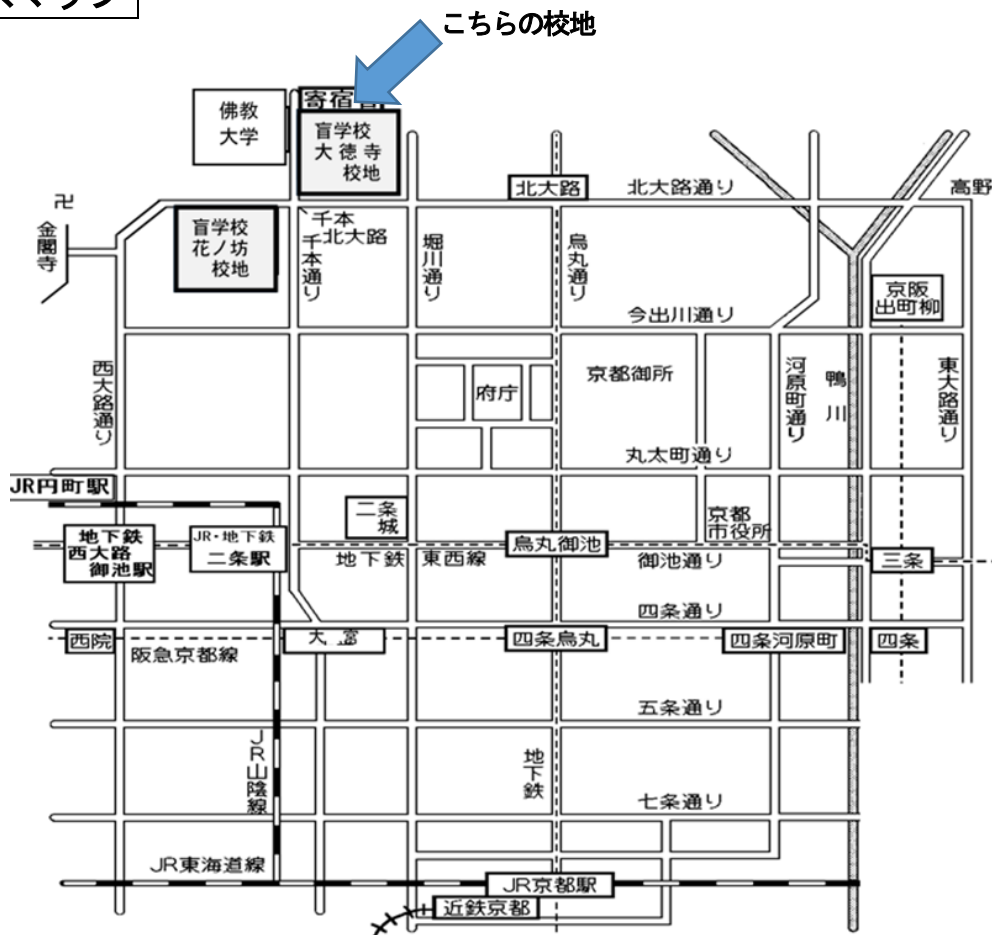 こちらの校地
寄宿
佛教
大学
盲学校
大徳寺
校地
北大路
北大路通り
高野
卍
金閣寺
盲学校
花ノ坊
校地
千本
北大路
千本通り
堀川通り
烏丸通り
京阪
出町柳
今出川通り
西大路通り
府庁
京都御所
河原町通り
鴨川
東大路通り
丸太町通り
JR円町駅
二条
城
京都
市役所
地下鉄
西大路
御池駅
JR・地下鉄
二条駅
地下鉄
東西線
烏丸御池
御池通り
三条
四条通り
西院
阪急京都線
大宮
四条烏丸
四条河原町
四条
五条通り
JR山陰線
地下鉄
七条通り
JR東海道線
JR京都駅
近鉄京都